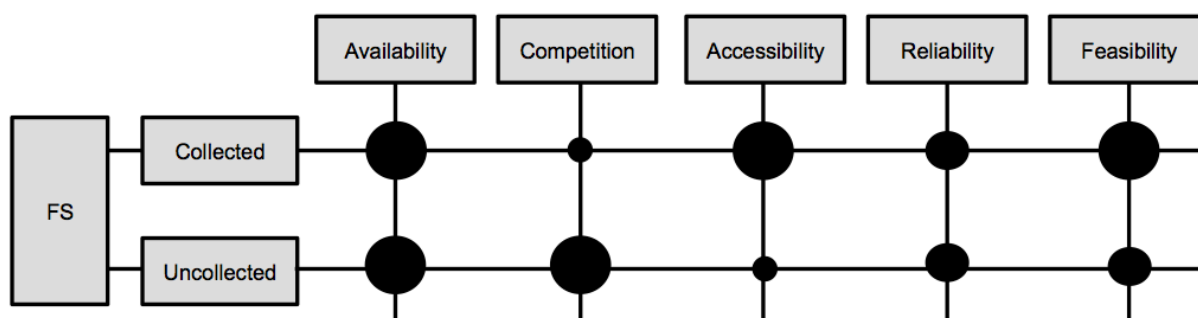 Availability
Competition
Accessibility
Reliability
Feasibility
Collected
FS
Uncollected